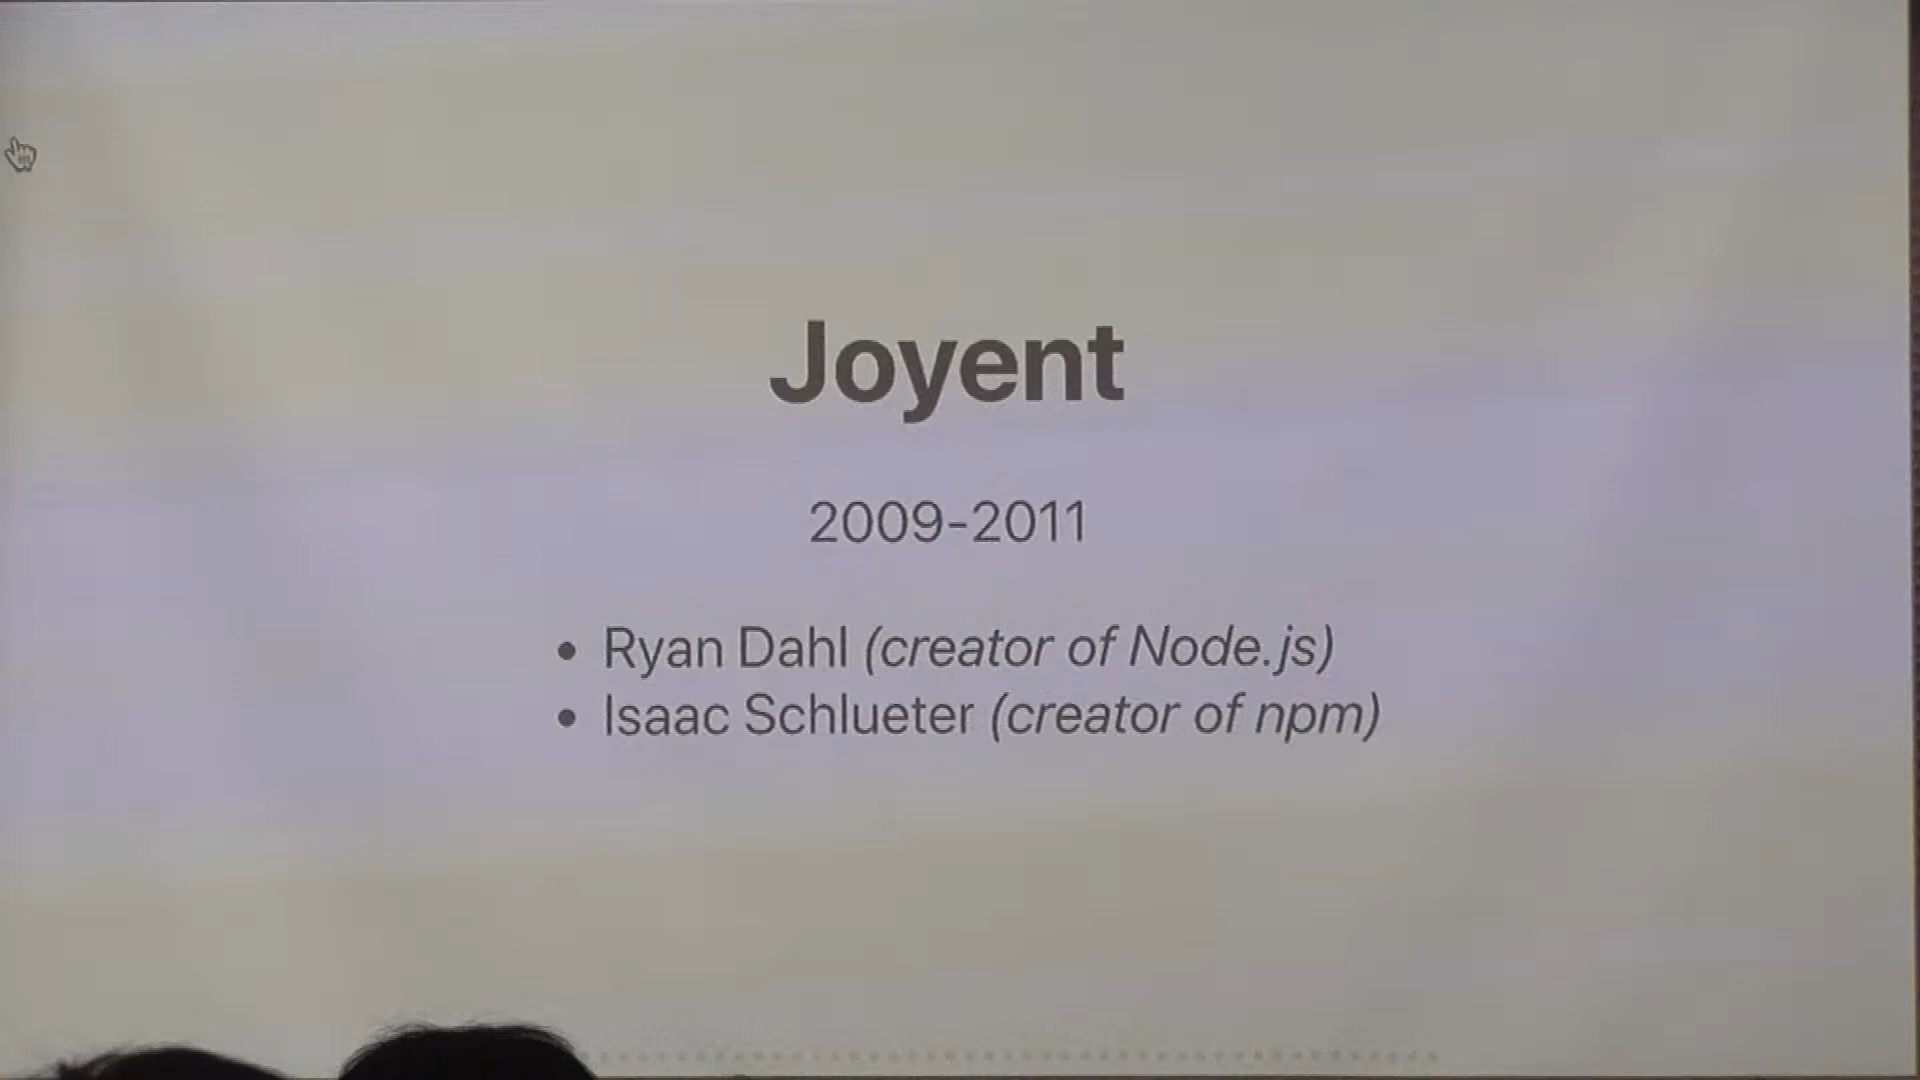 Joyent
2009-2011
• Ryan Dahl (creator of Node.js)
• Isaac Schlueter (creator of npm)